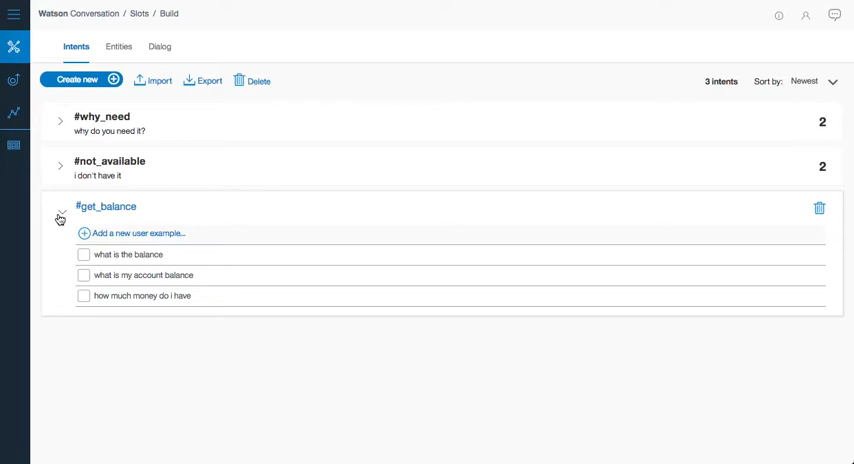 Watson Conversation / Slots / Build
Intents Entities Dialog
Create new Import Export Delete 3 intents Sort by: Newest
#why_need
why do you need it?
2
#not_available
i don't have it
2
#get_balance
Add a new user example...
what is the balance
what is my account balance
how much money do i have